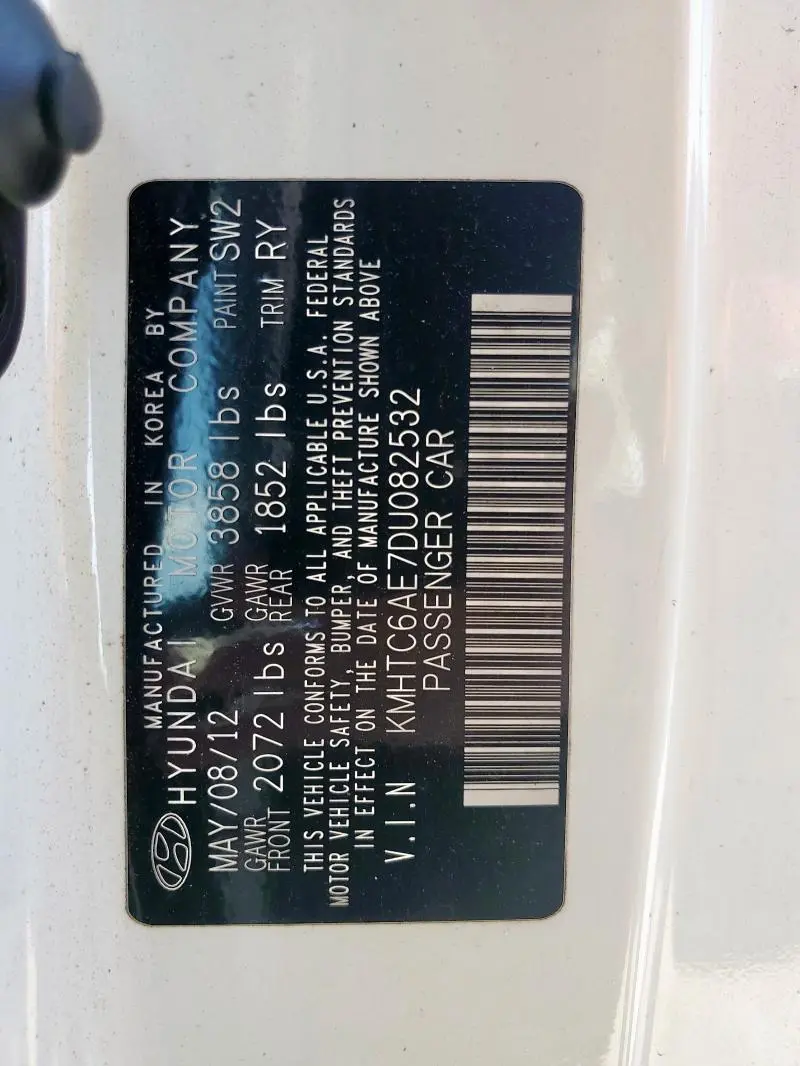 MANUFACTURED IN KOREA BY
HYUNDAI MOTOR COMPANY
MAY/08/12 GVWR 3858 lbs PAINT SW2
GAWR FRONT 2072 lbs GAWR REAR 1852 lbs TRIM RY
THIS VEHICLE CONFORMS TO ALL APPLICABLE U.S.A. FEDERAL
MOTOR VEHICLE SAFETY, BUMPER, AND THEFT PREVENTION STANDARDS
IN EFFECT ON THE DATE OF MANUFACTURE SHOWN ABOVE
V.I.N KMHTC6AE7DU082532
PASSENGER CAR